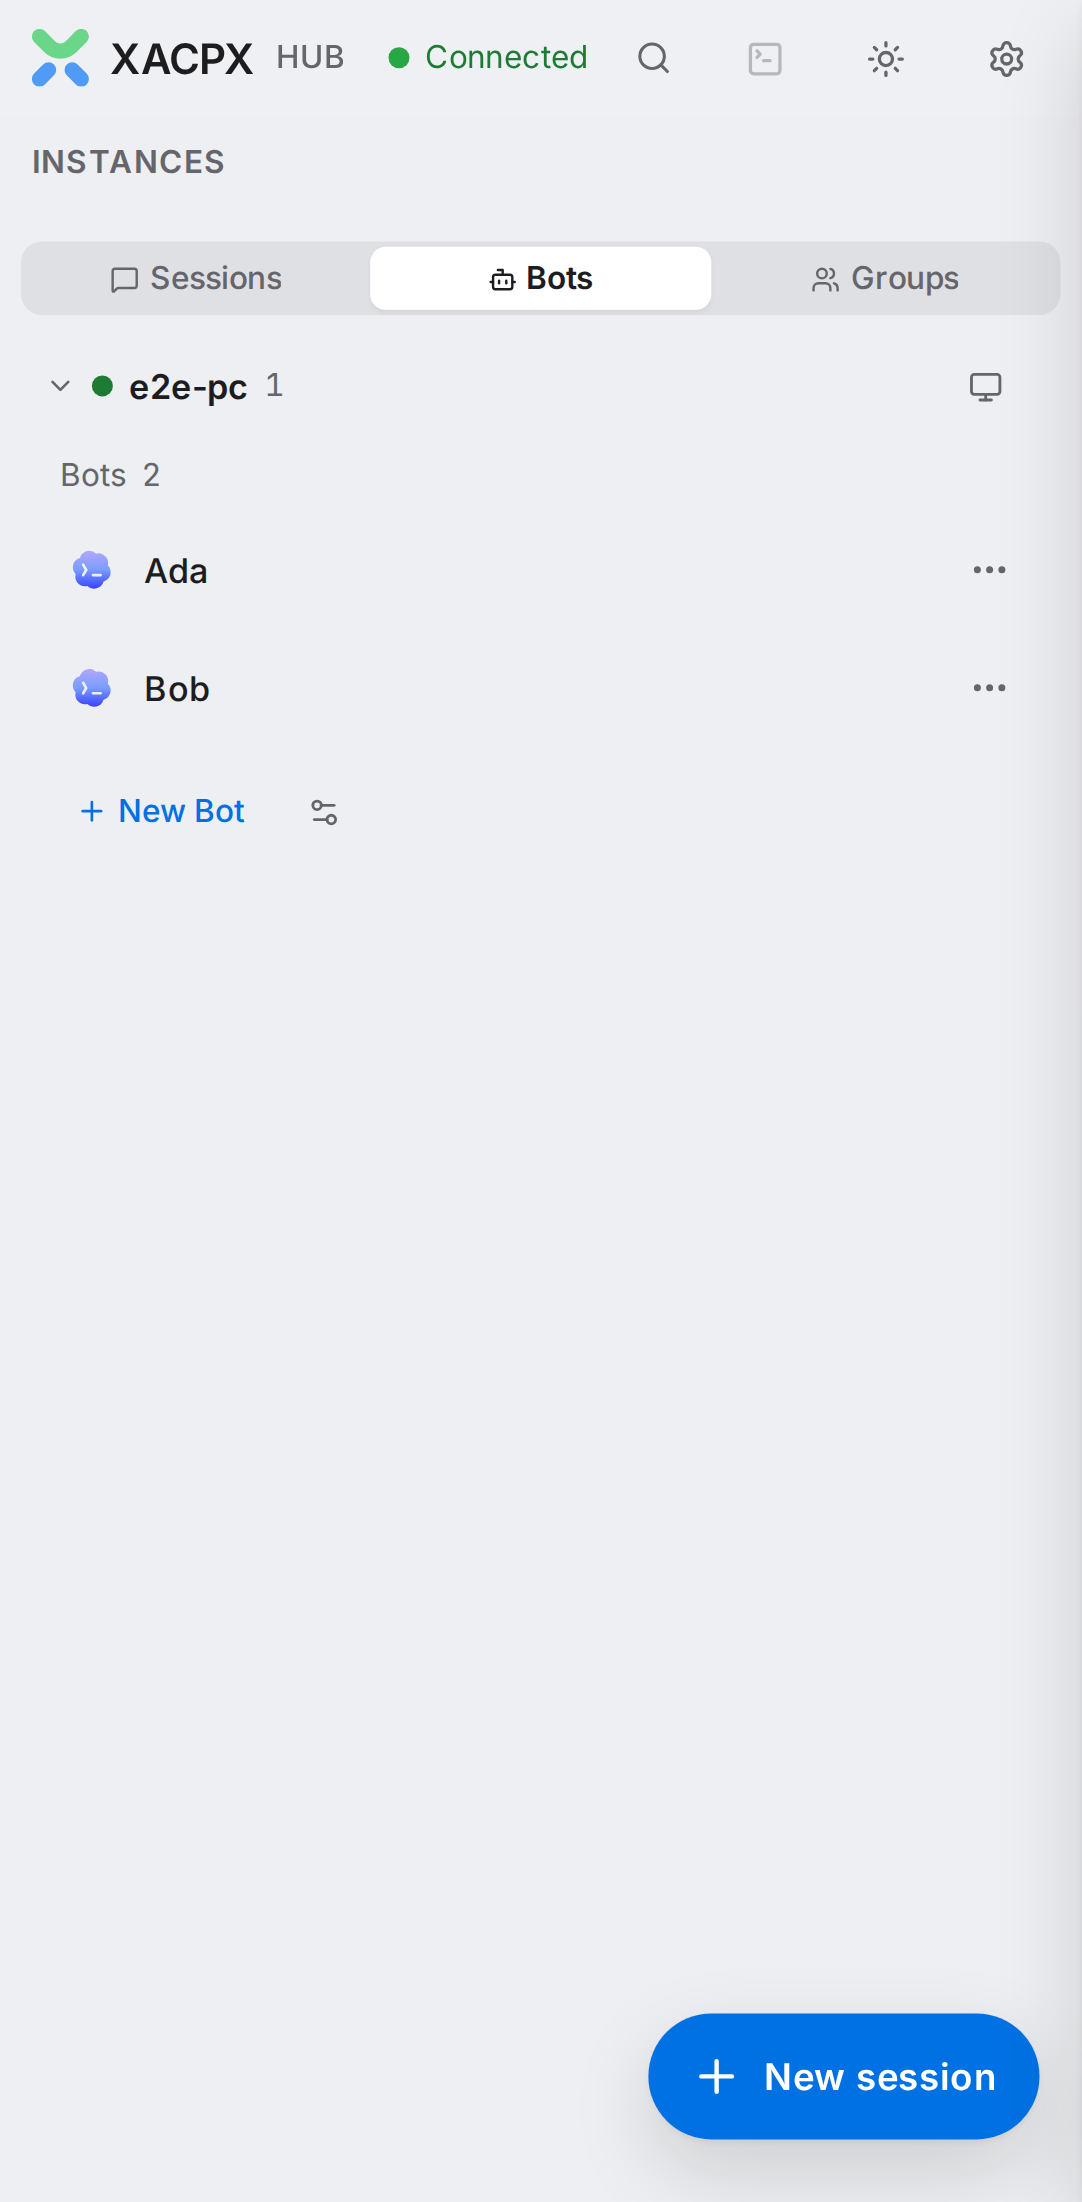 XACPX HUB Connected
INSTANCES
Sessions Bots Groups
e2e-pc 1
Bots 2
Ada
Bob
New Bot
New session